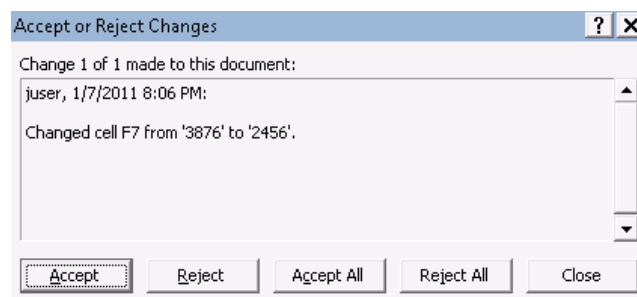 Accept or Reject Changes
Change 1 of 1 made to this document:
juser, 1/7/2011 8:06 PM:
Changed cell F7 from '3876' to '2456'.
Accept Reject Accept All Reject All Close